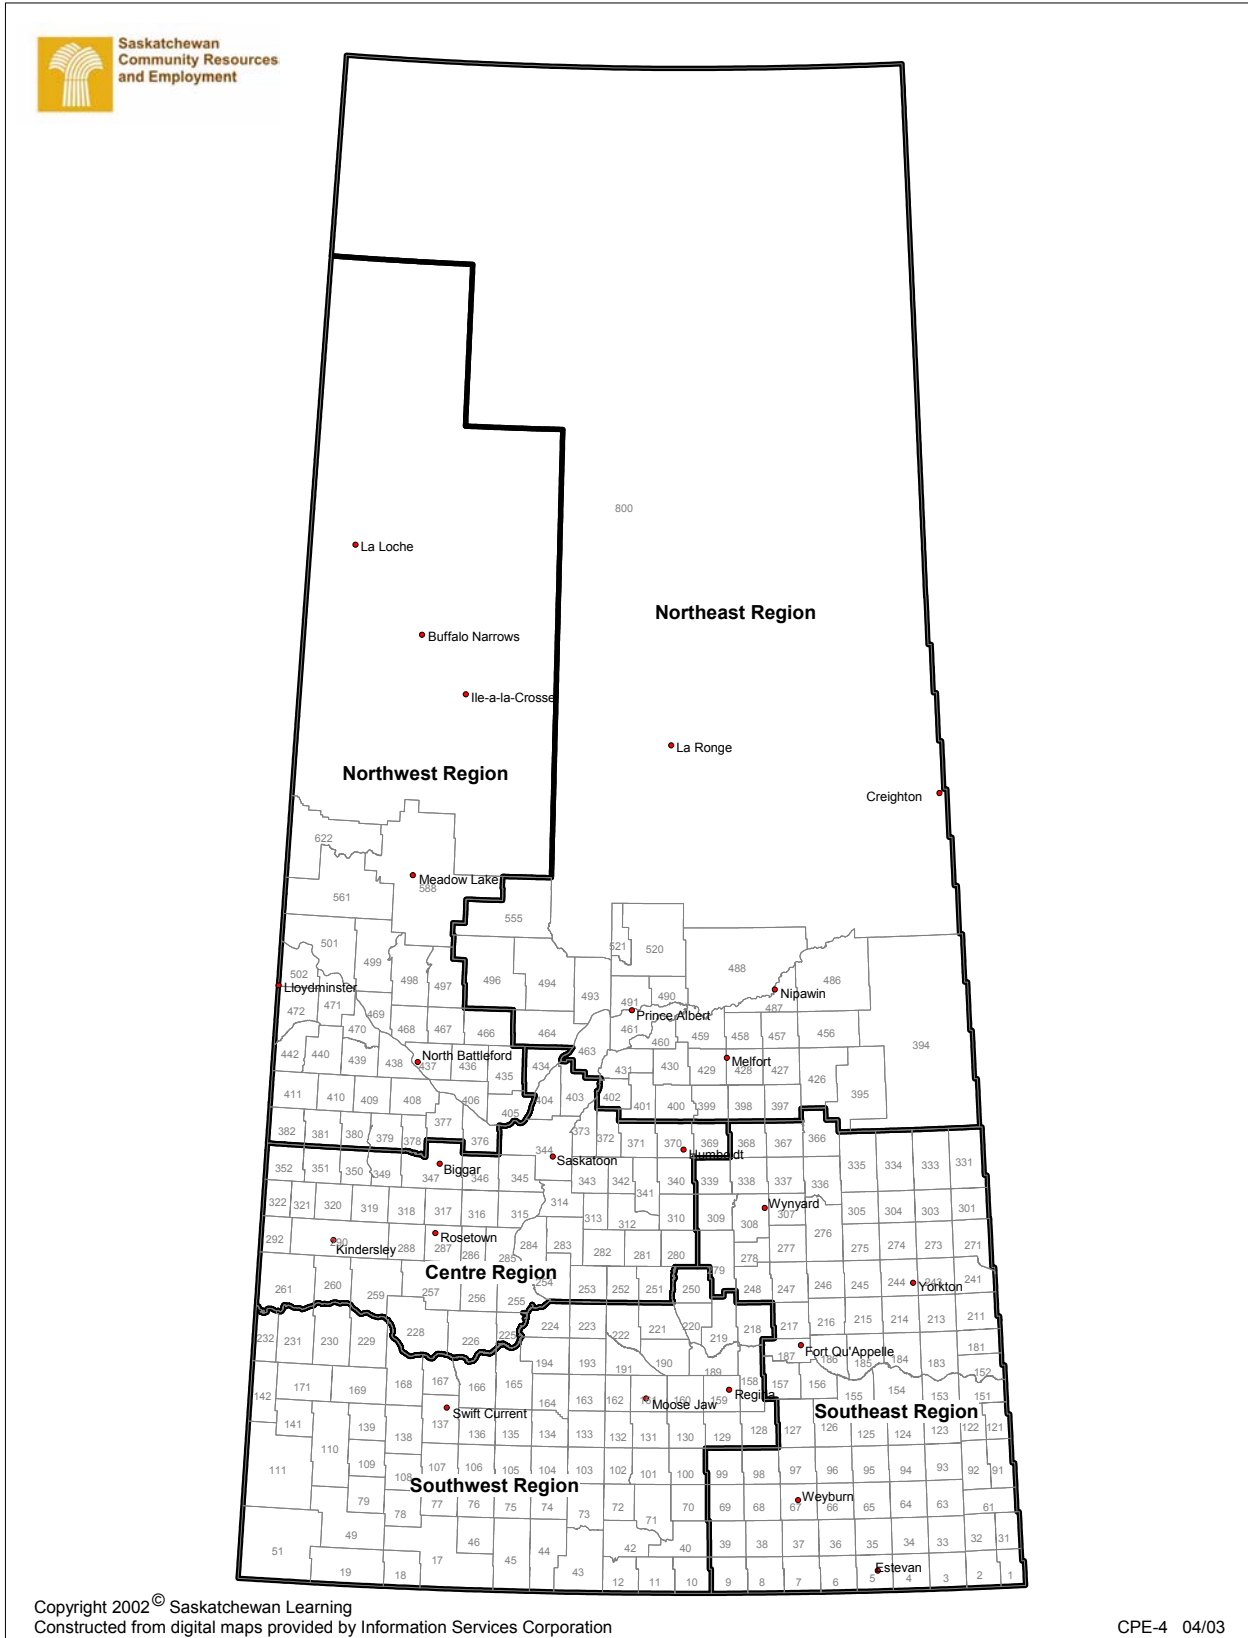 Saskatchewan
Community Resources
and Employment
800
La Loche
Northeast Region
Buffalo Narrows
Ile-a-la-Crosse
La Ronge
Northwest Region
Creighton
622
Meadow Lake
588
561
555
501 499 521 520
502 498 497 496 494 493 488 486
Lloydminster 491 490 Nipawin
472 471 469 Prince Albert 487
470 468 467 466 464 461 460 459 458 457 456 394
442 440 439 438 North Battleford 437 436 435 434 463 431 430 429 Melfort 428 427 426
411 410 409 408 406 405 404 403 402 401 400 399 398 397 395
382 381 380 379 378 377 376 373 372 371 370 369 368 367 366
352 351 350 349 347 Biggar 346 345 344 Saskatoon 343 342 341 340 Humboldt 339 338 337 336 335 334 333 331
322 321 320 319 318 317 316 315 314 313 312 310 309 308 Wynyard 307 305 304 303 301
292 290 Kindersley 288 287 Rosetown 286 285 284 283 282 281 280 279 278 277 276 275 274 273 271
Centre Region
261 260 259 257 256 255 254 253 252 251 250 248 247 246 245 244 243 Yorkton 241
232 231 230 229 228 226 225 224 223 222 221 220 219 218 217 216 215 214 213 211
194 193 191 190 189 187 Fort Qu'Appelle 186 185 184 183 181
142 171 169 168 167 166 165 164 163 162 161 Moose Jaw 160 159 Regina 158 157 156 155 154 153 152 151
Southeast Region
141 139 138 137 Swift Current 136 135 134 133 132 131 130 129 128 127 126 125 124 123 122 121
111 110 109 108 107 106 105 104 103 102 101 100 99 98 97 96 95 94 93 92 91
Southwest Region
79 78 77 76 75 74 73 72 71 70 69 68 67 Weyburn 66 65 64 63 61
51 49 46 45 44 42 40 39 38 37 36 35 34 33 32 31
19 18 17 43 12 11 10 9 8 7 6 5 Estevan 4 3 2 1
Copyright 2002© Saskatchewan Learning
Constructed from digital maps provided by Information Services Corporation
CPE-4 04/03